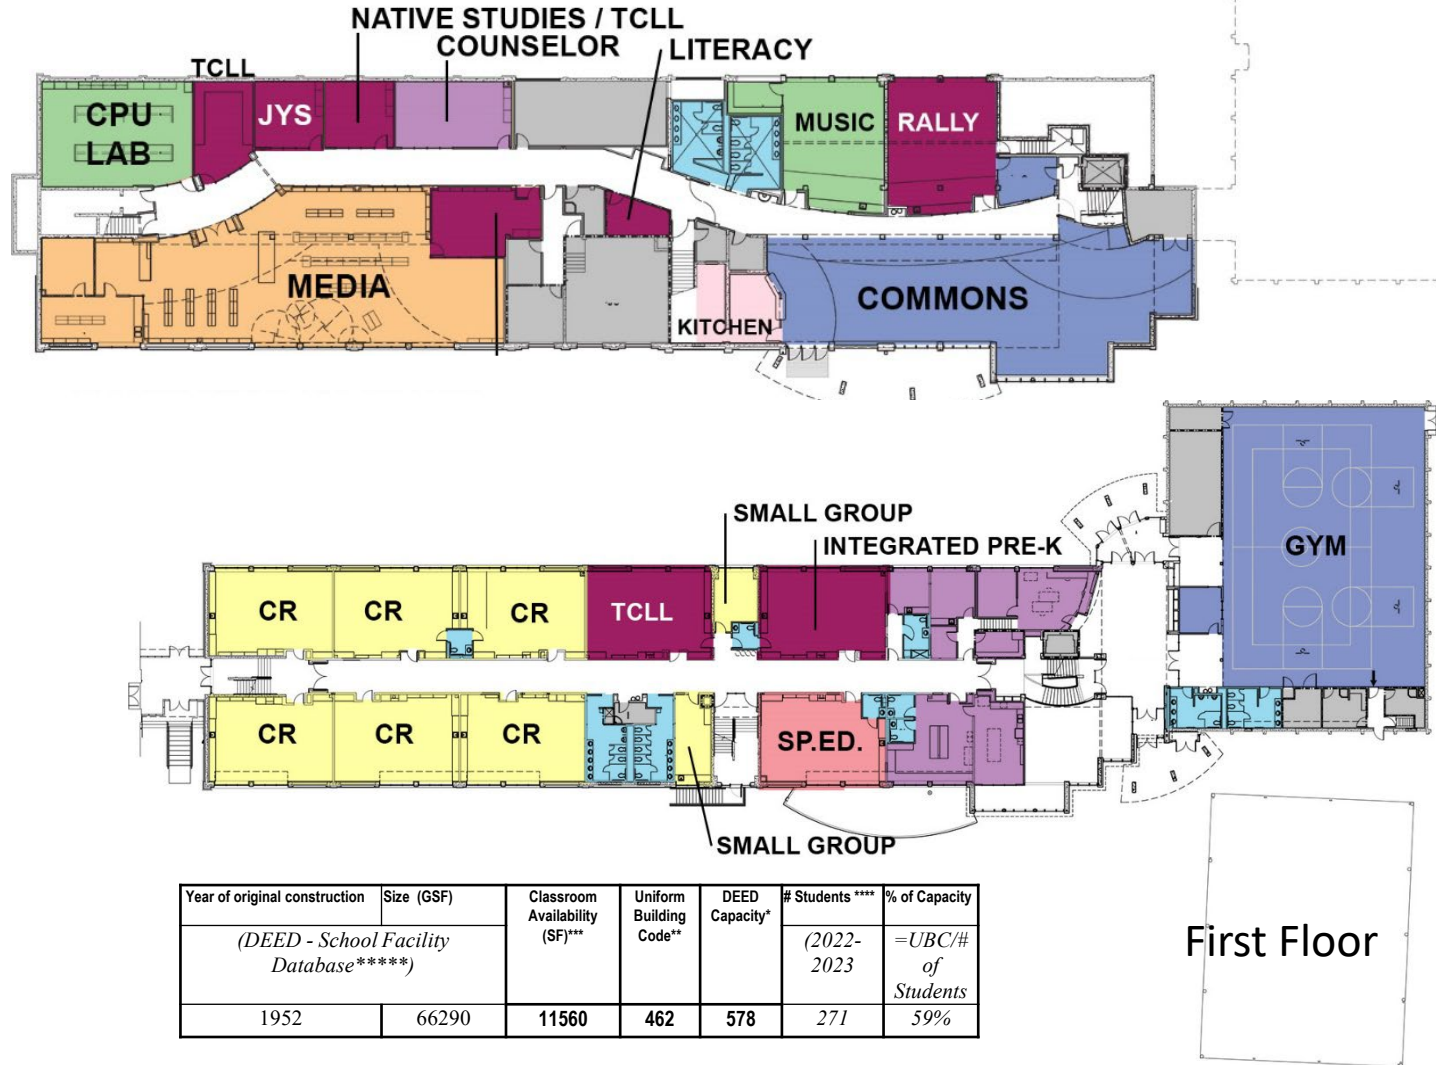 NATIVE STUDIES / TCLL
COUNSELOR
LITERACY
TCLL
CPU
LAB
JYS
MUSIC
RALLY
MEDIA
KITCHEN
COMMONS
SMALL GROUP
INTEGRATED PRE-K
GYM
CR
CR
CR
TCLL
CR
CR
CR
SP.ED.
SMALL GROUP
First Floor
Year of original construction
Size (GSF)
Classroom
Availability
(SF)***
Uniform
Building
Code**
DEED
Capacity*
# Students ****
% of Capacity
(DEED - School Facility
Database*****)
(2022-
2023
=UBC/#
of
Students
1952
66290
11560
462
578
271
59%